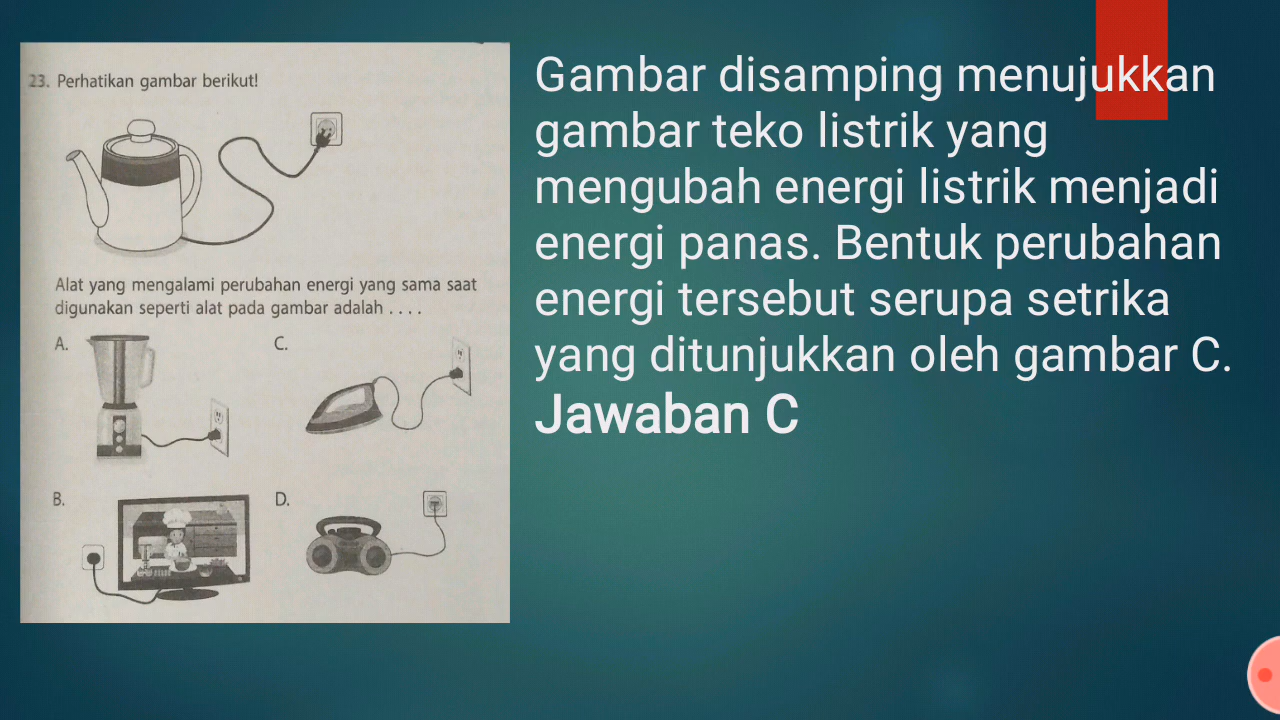 23. Perhatikan gambar berikut!
Alat yang mengalami perubahan energi yang sama saat
digunakan seperti alat pada gambar adalah . . . .
A.
C.
B.
D.
Gambar disamping menujukkan
gambar teko listrik yang
mengubah energi listrik menjadi
energi panas. Bentuk perubahan
energi tersebut serupa setrika
yang ditunjukkan oleh gambar C.
Jawaban C